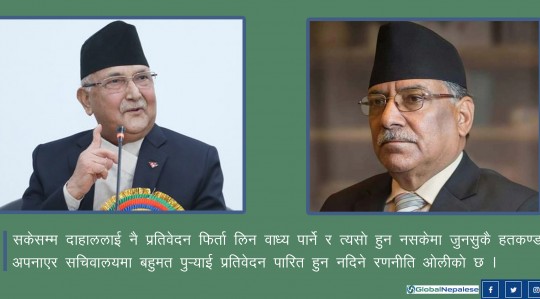 सकेसम्म दाहाललाई नै प्रतिवेदन फिर्ता लिन वाध्य पार्ने र त्यसो हुन नसकेमा जुनसुकै हतकण्ड
अपनाएर सचिवालयमा बहुमत पुऱ्याई प्रतिवेदन पारित हुन नदिने रणनीति ओलीको छ ।
GlobalNepalese